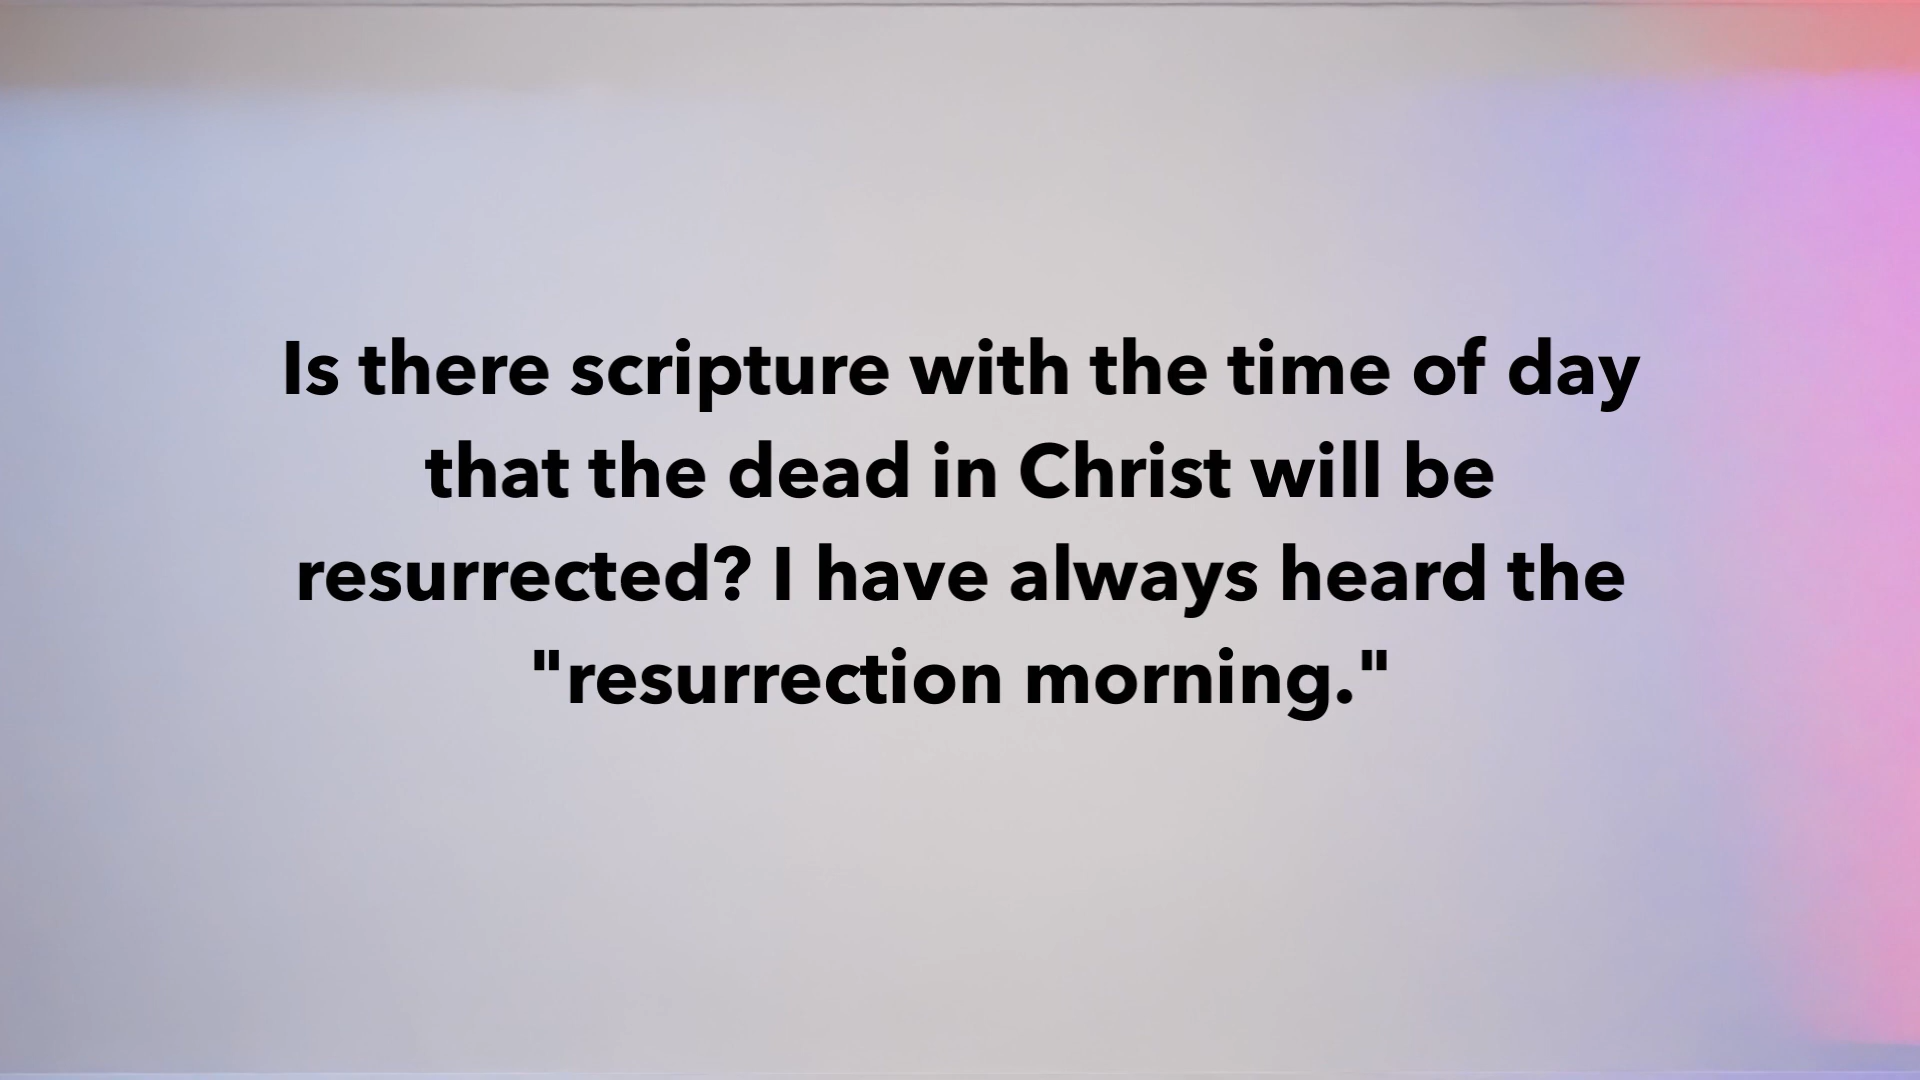 Is there scripture with the time of day
that the dead in Christ will be
resurrected? I have always heard the
"resurrection morning."